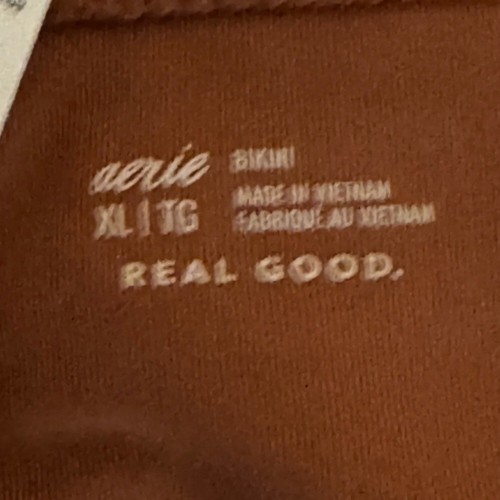 aerie BIKINI
XL | TG MADE IN VIETNAM
FABRIQUÉ AU VIETNAM
REAL GOOD.